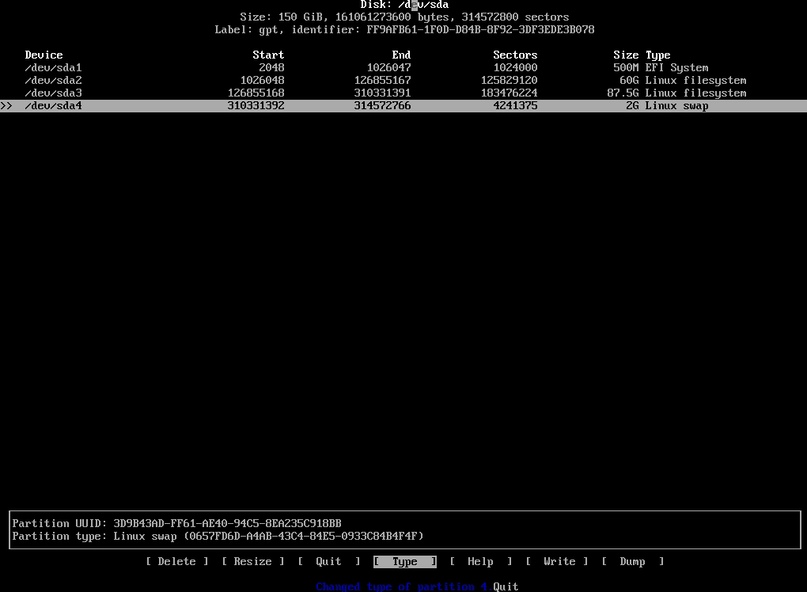 Disk: /dev/sda
Size: 150 GiB, 161061273600 bytes, 314572800 sectors
Label: gpt, identifier: FF9AFB61-1F0D-D84B-8F92-3DF3EDE3B078
Device Start End Sectors Size Type
/dev/sda1 2048 1026047 1024000 500M EFI System
/dev/sda2 1026048 126855167 125829120 60G Linux filesystem
/dev/sda3 126855168 310331391 183476224 87.5G Linux filesystem
>> /dev/sda4 310331392 314572766 4241375 2G Linux swap
Partition UUID: 3D9B43AD-FF61-AE40-94C5-8EA235C918BB
Partition type: Linux swap (0657FD6D-A4AB-43C4-84E5-0933C84B4F4F)
[ Delete ] [ Resize ] [ Quit ] [ Type ] [ Help ] [ Write ] [ Dump ]
Changed type of partition 4 Quit